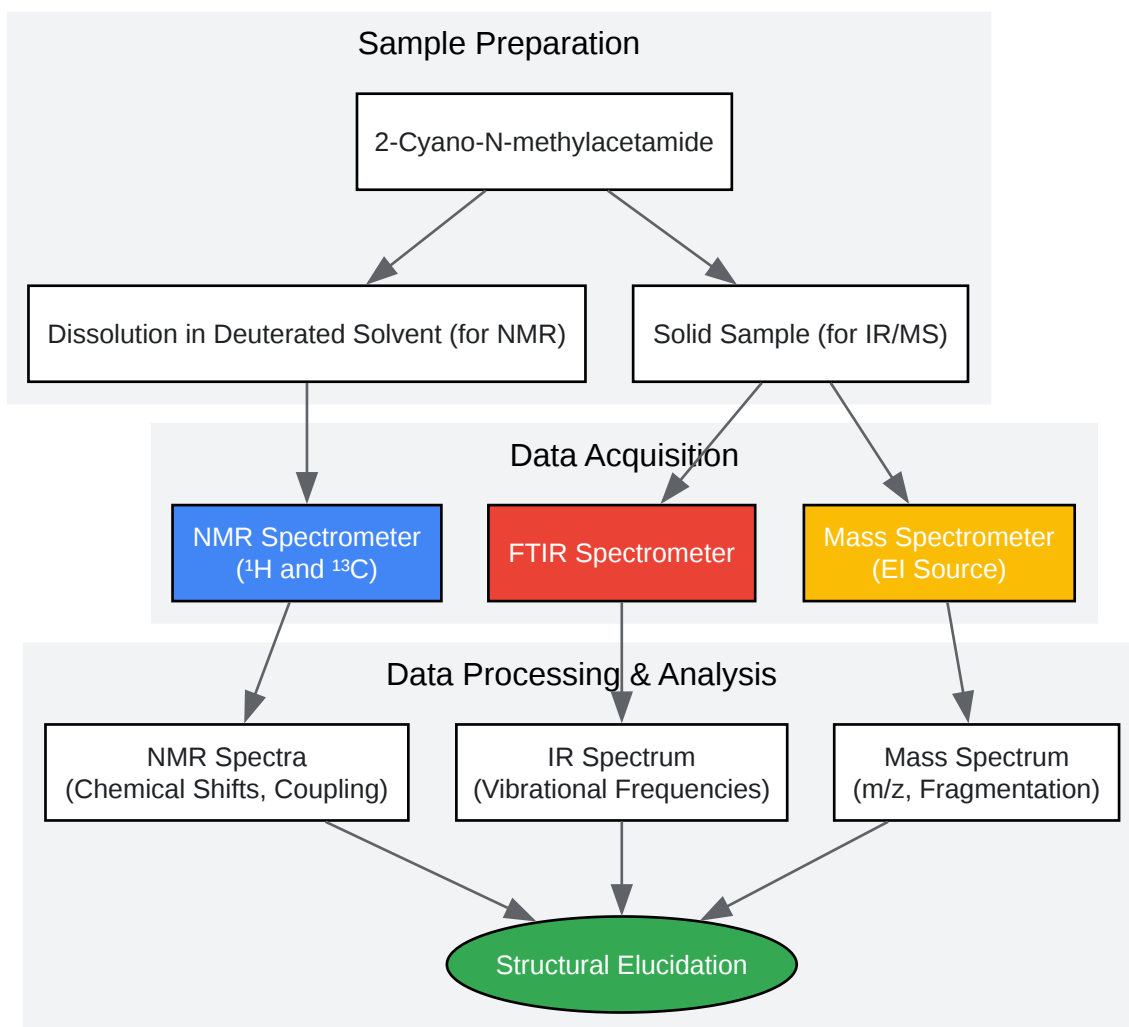 Sample Preparation
2-Cyano-N-methylacetamide
Dissolution in Deuterated Solvent (for NMR)
Solid Sample (for IR/MS)
Data Acquisition
NMR Spectrometer
(¹H and ¹³C)
FTIR Spectrometer
Mass Spectrometer
(EI Source)
Data Processing & Analysis
NMR Spectra
(Chemical Shifts, Coupling)
IR Spectrum
(Vibrational Frequencies)
Mass Spectrum
(m/z, Fragmentation)
Structural Elucidation